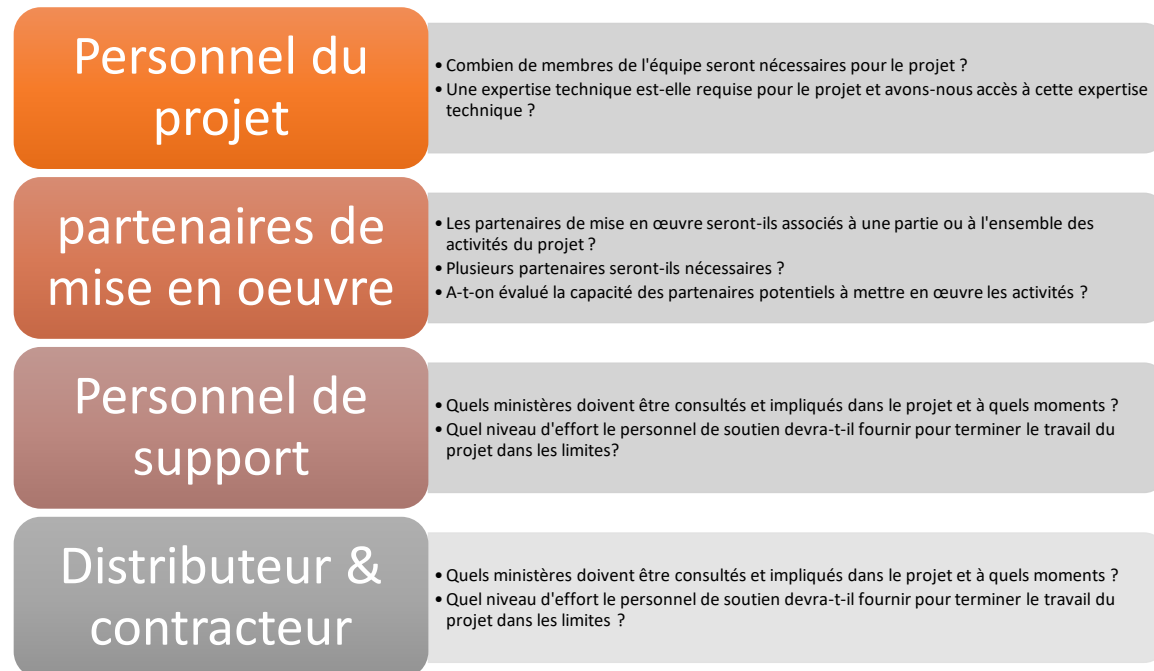 Personnel du
projet
• Combien de membres de l'équipe seront nécessaires pour le projet ?
• Une expertise technique est-elle requise pour le projet et avons-nous accès à cette expertise
technique ?
partenaires de
mise en oeuvre
• Les partenaires de mise en œuvre seront-ils associés à une partie ou à l'ensemble des
activités du projet ?
• Plusieurs partenaires seront-ils nécessaires ?
• A-t-on évalué la capacité des partenaires potentiels à mettre en œuvre les activités ?
Personnel de
support
• Quels ministères doivent être consultés et impliqués dans le projet et à quels moments ?
• Quel niveau d'effort le personnel de soutien devra-t-il fournir pour terminer le travail du
projet dans les limites?
Distributeur &
contracteur
• Quels ministères doivent être consultés et impliqués dans le projet et à quels moments ?
• Quel niveau d'effort le personnel de soutien devra-t-il fournir pour terminer le travail du
projet dans les limites ?